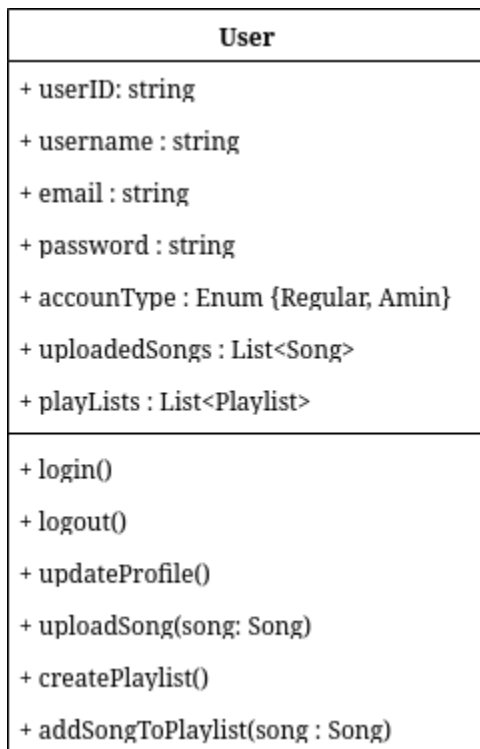 User
+ userID: string
+ username : string
+ email : string
+ password : string
+ accounType : Enum {Regular, Amin}
+ uploadedSongs : List<Song>
+ playLists : List<Playlist>
+ login()
+ logout()
+ updateProfile()
+ uploadSong(song: Song)
+ createPlaylist()
+ addSongToPlaylist(song : Song)